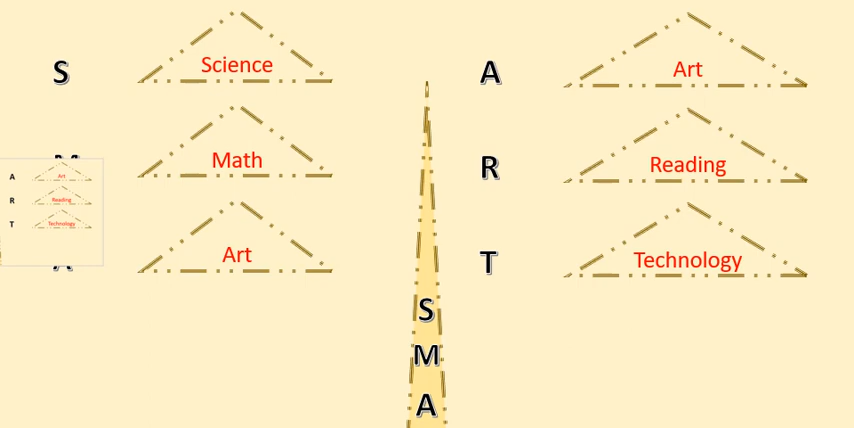 S
Science
Math
Art
A
Art
R
Reading
T
Technology
A
Art
R
Reading
T
Technology
S
M
A